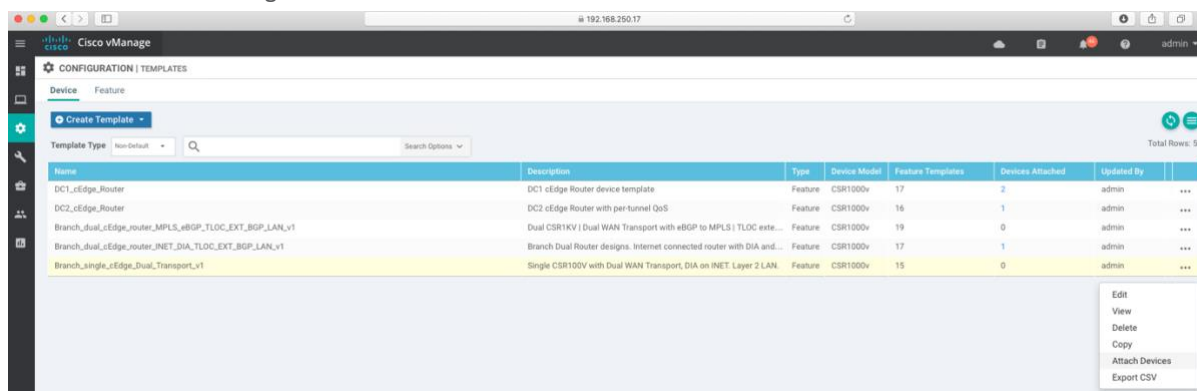 192.168.250.17
cisco Cisco vManage admin
CONFIGURATION | TEMPLATES
Device Feature
Create Template
Template Type Non-Default Search Options Total Rows: 5
Name Description Type Device Model Feature Templates Devices Attached Updated By
DC1_cEdge_Router DC1 cEdge Router device template Feature CSR1000v 17 2 admin ...
DC2_cEdge_Router DC2 cEdge Router with per-tunnel QoS Feature CSR1000v 16 1 admin ...
Branch_dual_cEdge_router_MPLS_eBGP_TLOC_EXT_BGP_LAN_v1 Dual CSR1KV | Dual WAN Transport with eBGP to MPLS | TLOC exte... Feature CSR1000v 19 0 admin ...
Branch_dual_cEdge_router_INET_DIA_TLOC_EXT_BGP_LAN_v1 Branch Dual Router designs. Internet connected router with DIA and... Feature CSR1000v 17 1 admin ...
Branch_single_cEdge_Dual_Transport_v1 Single CSR100V with Dual WAN Transport, DIA on INET. Layer 2 LAN. Feature CSR1000v 15 0 admin ...
Edit
View
Delete
Copy
Attach Devices
Export CSV